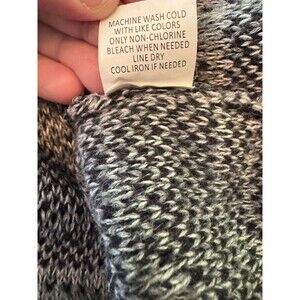 MACHINE WASH COLD
WITH LIKE COLORS
ONLY NON-CHLORINE
BLEACH WHEN NEEDED
LINE DRY
COOL IRON IF NEEDED